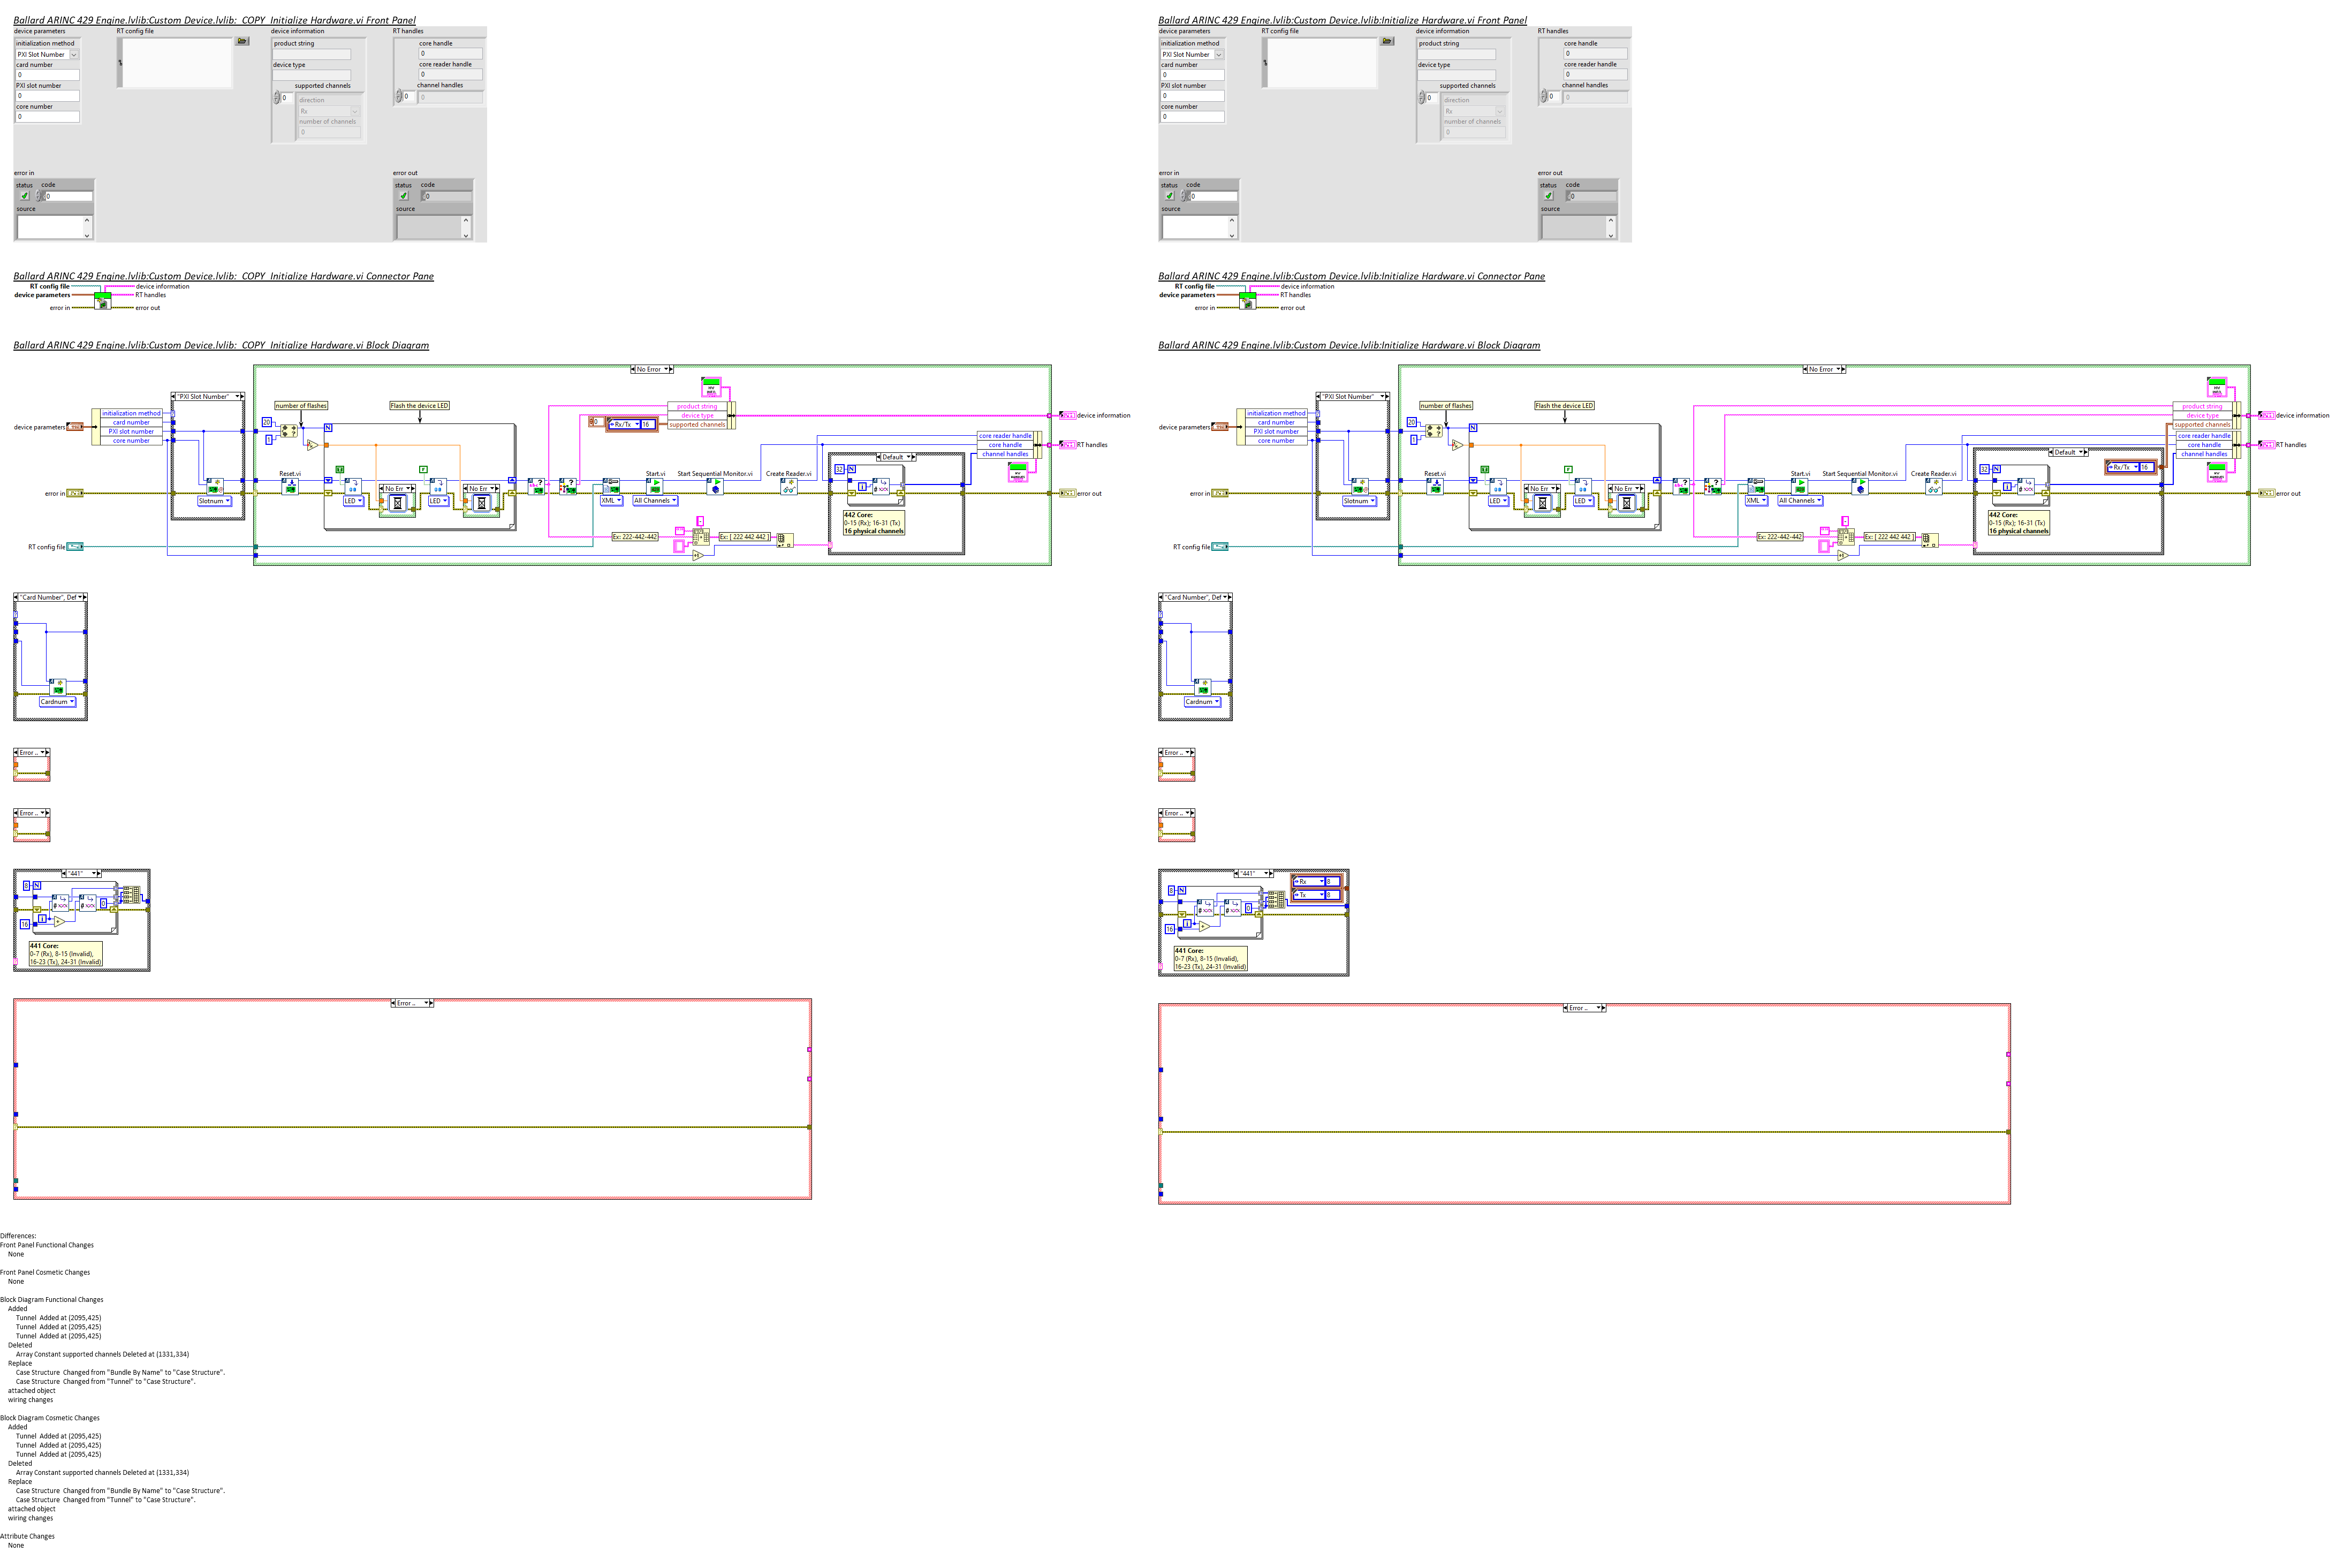 Ballard ARINC 429 Engine.lvlib:Custom Device.lvlib:_COPY_Initialize Hardware.vi Front Panel
device parameters
RT config file
device information
RT handles
initialization method
PXI Slot Number
card number
0
PXI slot number
0
core number
0
product string
device type
supported channels
0
direction
Rx
number of channels
0
core handle
0
core reader handle
0
channel handles
0
0
error in
status code
0
source
error out
status code
0
source
Ballard ARINC 429 Engine.lvlib:Custom Device.lvlib:_COPY_Initialize Hardware.vi Connector Pane
RT config file
device information
device parameters
RT handles
error in
error out
Ballard ARINC 429 Engine.lvlib:Custom Device.lvlib:_COPY_Initialize Hardware.vi Block Diagram
No Error
"PXI Slot Number"
number of flashes
Flash the device LED
product string
device type
supported channels
device information
initialization method
card number
PXI slot number
core number
device parameters
20
1
N
0
Rx/Tx
16
core reader handle
core handle
channel handles
RT handles
Default
Reset.vi
Start.vi
Start Sequential Monitor.vi
Create Reader.vi
32
N
i
error in
Slotnum
LED
No Err
LED
No Err
XML
All Channels
error out
442 Core:
0-15 (Rx); 16-31 (Tx)
16 physical channels
Ex: 222-442-442
Ex: [ 222 442 442 ]
RT config file
"Card Number", Def
Cardnum
Error ..
Error ..
"441"
8
N
i
0
16
441 Core:
0-7 (Rx), 8-15 (Invalid),
16-23 (Tx), 24-31 (Invalid)
Error ..
Ballard ARINC 429 Engine.lvlib:Custom Device.lvlib:Initialize Hardware.vi Front Panel
device parameters
RT config file
device information
RT handles
initialization method
PXI Slot Number
card number
0
PXI slot number
0
core number
0
product string
device type
supported channels
0
direction
Rx
number of channels
0
core handle
0
core reader handle
0
channel handles
0
0
error in
status code
0
source
error out
status code
0
source
Ballard ARINC 429 Engine.lvlib:Custom Device.lvlib:Initialize Hardware.vi Connector Pane
RT config file
device information
device parameters
RT handles
error in
error out
Ballard ARINC 429 Engine.lvlib:Custom Device.lvlib:Initialize Hardware.vi Block Diagram
No Error
"PXI Slot Number"
number of flashes
Flash the device LED
product string
device type
supported channels
device information
initialization method
card number
PXI slot number
core number
device parameters
20
1
N
core reader handle
core handle
channel handles
RT handles
Default
Rx/Tx
16
Reset.vi
Start.vi
Start Sequential Monitor.vi
Create Reader.vi
32
N
i
error in
Slotnum
LED
No Err
LED
No Err
XML
All Channels
error out
442 Core:
0-15 (Rx); 16-31 (Tx)
16 physical channels
Ex: 222-442-442
Ex: [ 222 442 442 ]
RT config file
"Card Number", Def
Cardnum
Error ..
Error ..
"441"
Rx
8
Tx
8
8
N
i
0
16
441 Core:
0-7 (Rx), 8-15 (Invalid),
16-23 (Tx), 24-31 (Invalid)
Error ..
Differences:
Front Panel Functional Changes
None
Front Panel Cosmetic Changes
None
Block Diagram Functional Changes
Added
Tunnel Added at (2095,425)
Tunnel Added at (2095,425)
Tunnel Added at (2095,425)
Deleted
Array Constant supported channels Deleted at (1331,334)
Replace
Case Structure Changed from "Bundle By Name" to "Case Structure".
Case Structure Changed from "Tunnel" to "Case Structure".
attached object
wiring changes
Block Diagram Cosmetic Changes
Added
Tunnel Added at (2095,425)
Tunnel Added at (2095,425)
Tunnel Added at (2095,425)
Deleted
Array Constant supported channels Deleted at (1331,334)
Replace
Case Structure Changed from "Bundle By Name" to "Case Structure".
Case Structure Changed from "Tunnel" to "Case Structure".
attached object
wiring changes
Attribute Changes
None